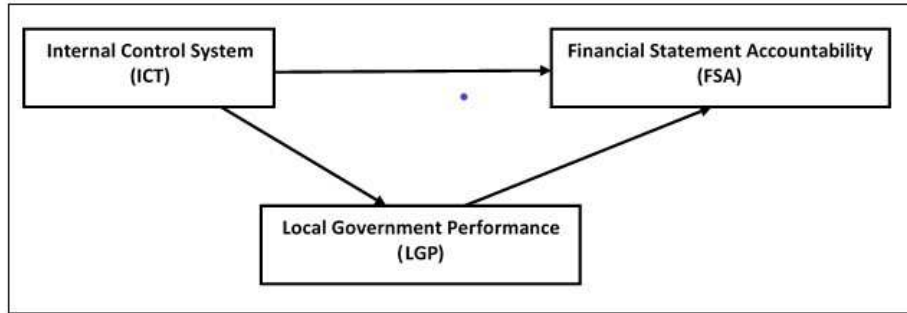 Internal Control System
(ICT)
Financial Statement Accountability
(FSA)
Local Government Performance
(LGP)